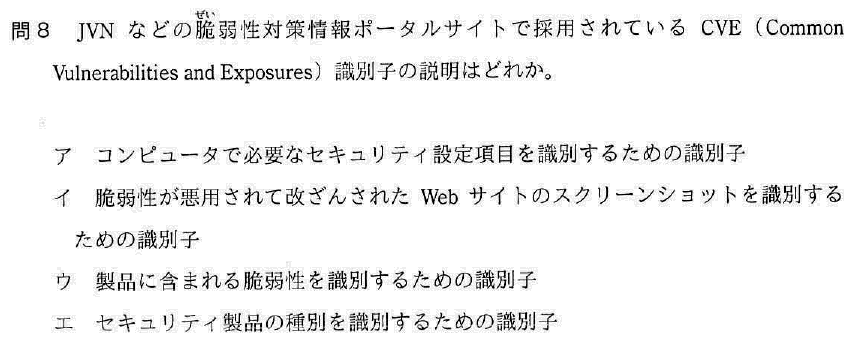 問8 JVN などの脆弱性対策情報ポータルサイトで採用されている CVE（Common
Vulnerabilities and Exposures）識別子の説明はどれか。
ア コンピュータで必要なセキュリティ設定項目を識別するための識別子
イ 脆弱性が悪用されて改ざんされた Web サイトのスクリーンショットを識別する
ための識別子
ウ 製品に含まれる脆弱性を識別するための識別子
エ セキュリティ製品の種別を識別するための識別子